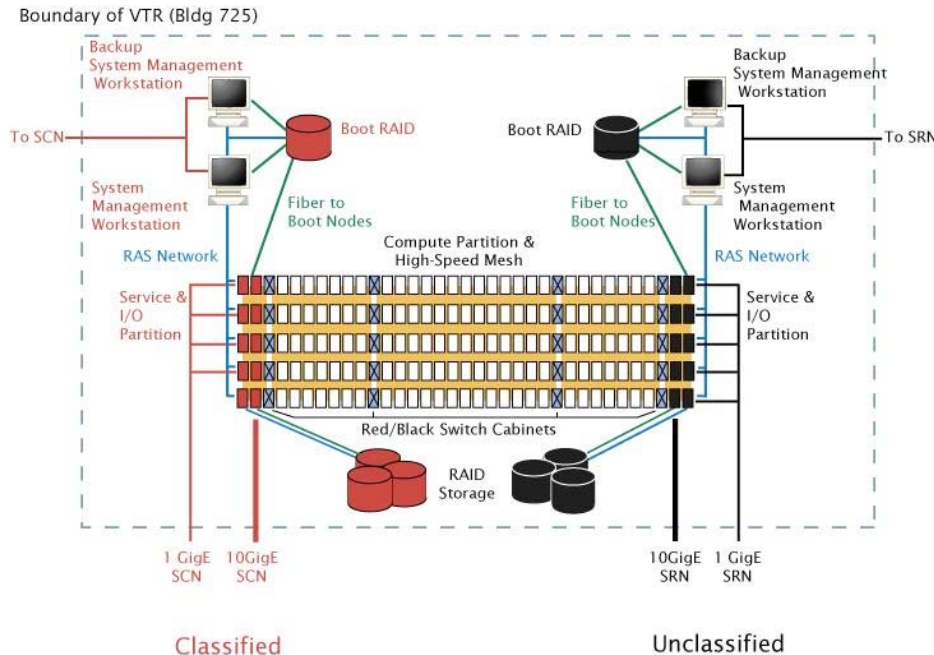 Boundary of VTR (Bldg 725)
Backup
System Management
Workstation
To SCN
Boot RAID
System
Management
Workstation
Fiber to
Boot Nodes
RAS Network
Service &
I/O
Partition
Compute Partition &
High-Speed Mesh
Backup
System Management
Workstation
Boot RAID
To SRN
System
Management
Workstation
Fiber to
Boot Nodes
RAS Network
Service &
I/O
Partition
Red/Black Switch Cabinets
RAID
Storage
1 GigE
SCN
10GigE
SCN
10GigE
SRN
1 GigE
SRN
Classified
Unclassified